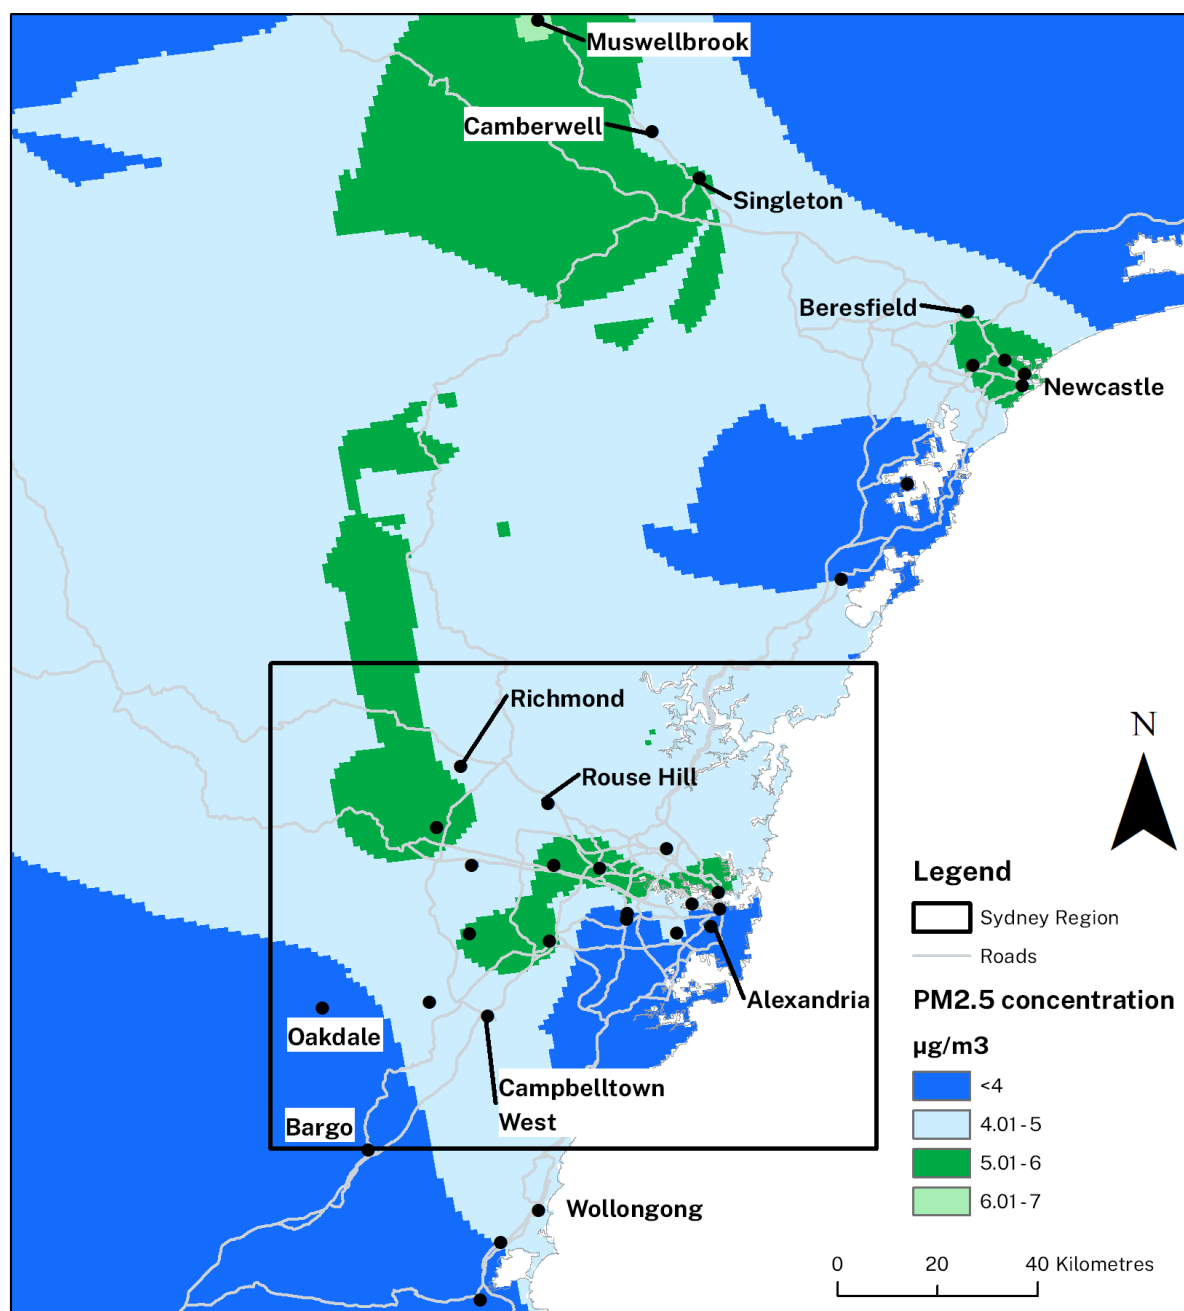 Muswellbrook
Camberwell
Singleton
Beresfield
Newcastle
Richmond
Rouse Hill
N
Alexandria
Oakdale
Campbelltown
West
Bargo
Wollongong
Legend
Sydney Region
Roads
PM2.5 concentration
µg/m3
<4
4.01 - 5
5.01 - 6
6.01 - 7
0 20 40 Kilometres